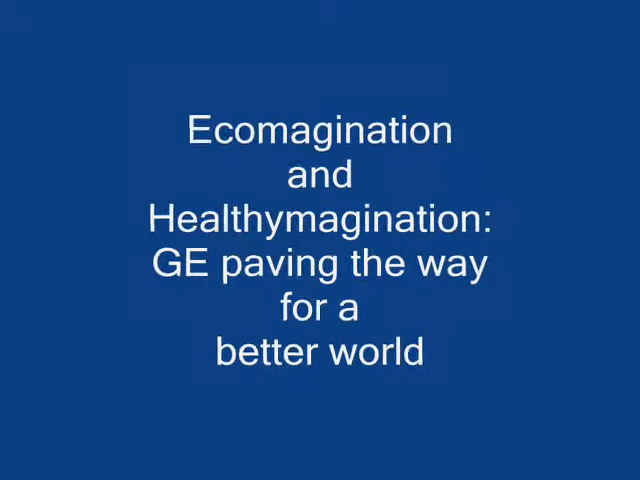 Ecomagination
and
Healthymagination:
GE paving the way
for a
better world